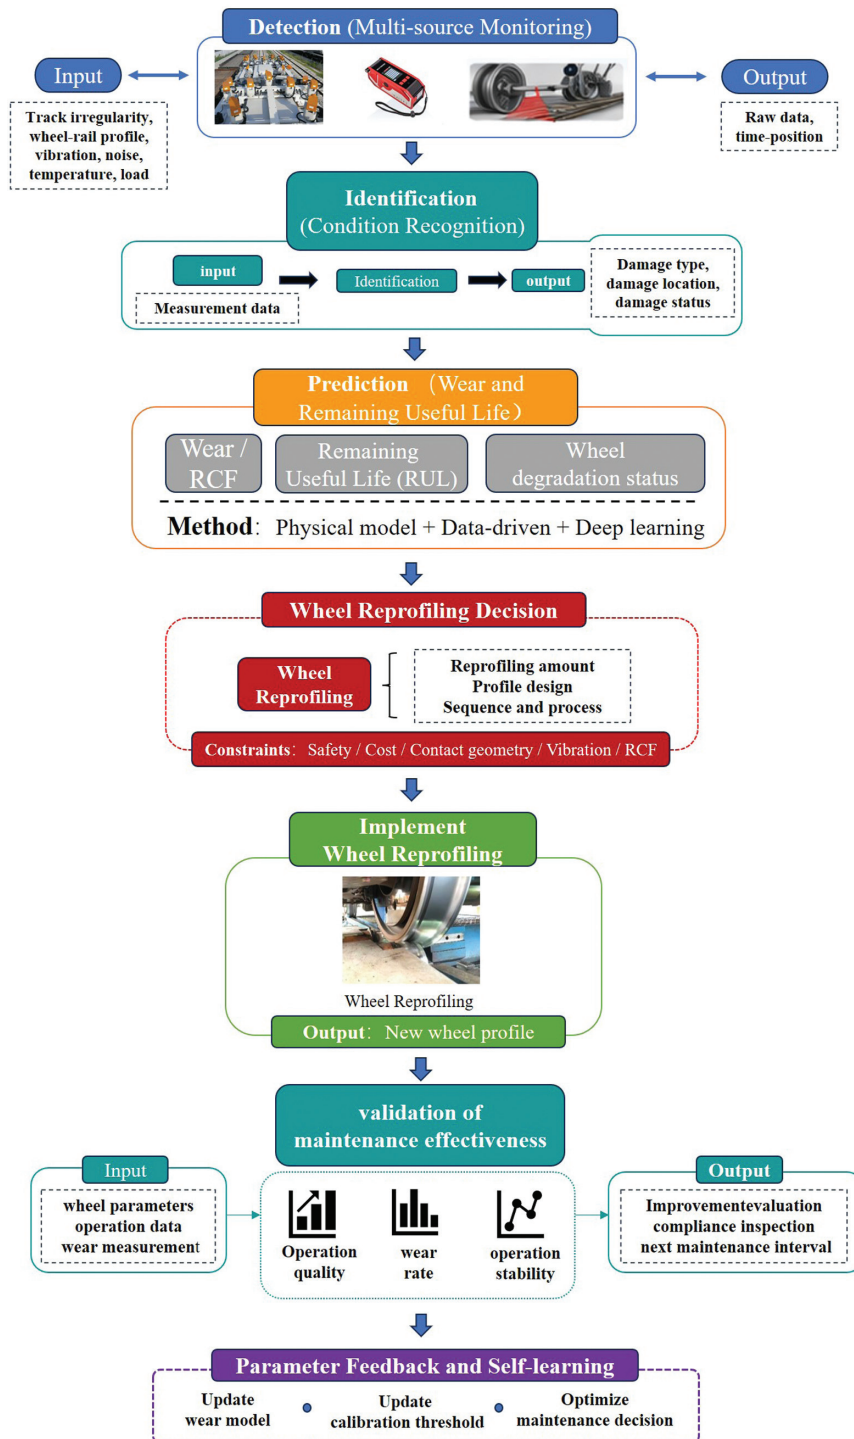 Detection (Multi-source Monitoring)
Input
Output
Track irregularity,
wheel-rail profile,
vibration, noise,
temperature, load
Raw data,
time-position
Identification
(Condition Recognition)
input
Identification
output
Measurement data
Damage type,
damage location,
damage status
Prediction （Wear and
Remaining Useful Life）
Wear /
RCF
Remaining
Useful Life (RUL)
Wheel
degradation status
Method： Physical model + Data-driven + Deep learning
Wheel Reprofiling Decision
Wheel
Reprofiling
Reprofiling amount
Profile design
Sequence and process
Constraints： Safety / Cost / Contact geometry / Vibration / RCF
Implement
Wheel Reprofiling
Wheel Reprofiling
Output： New wheel profile
validation of
maintenance effectiveness
Input
wheel parameters
operation data
wear measurement
Operation
quality
wear
rate
operation
stability
Output
Improvementevaluation
compliance inspection
next maintenance interval
Parameter Feedback and Self-learning
Update
wear model
Update
calibration threshold
Optimize
maintenance decision